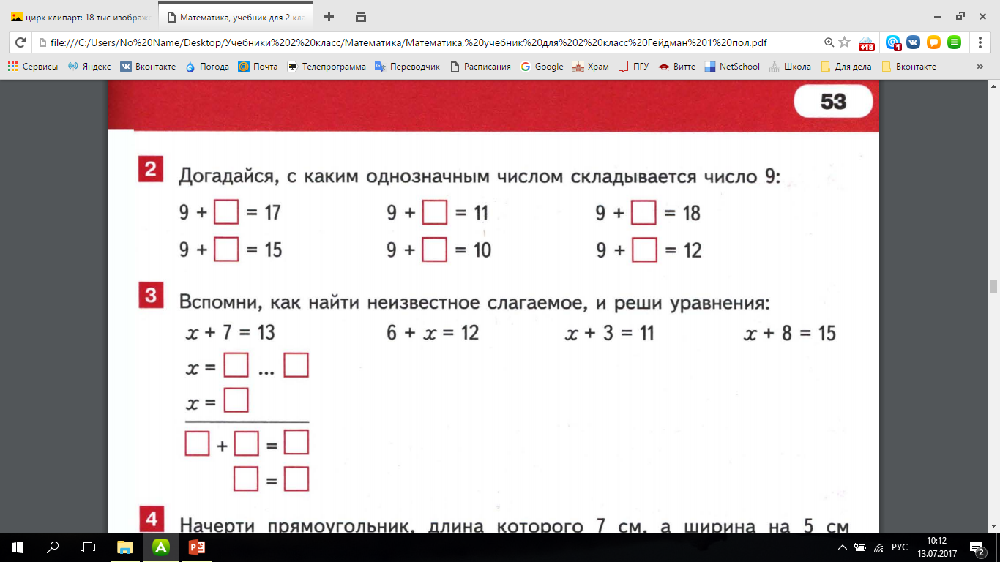 цирк клипарт: 18 тыс изображе
Математика, учебник для 2 кла
file:///C:/Users/No%20Name/Desktop/Учебники%202%20класс/Математика/Математика,%20учебник%20для%202%20класс%20Гейдман%201%20пол.pdf
+18
1
Сервисы Яндекс Вконтакте Погода Почта Телепрограмма Переводчик Расписания Google Храм ПГУ Витте NetSchool Школа Для дела Вконтакте »
53
2 Догадайся, с каким однозначным числом складывается число 9:
9 + □ = 17 9 + □ = 11 9 + □ = 18
9 + □ = 15 9 + □ = 10 9 + □ = 12
3 Вспомни, как найти неизвестное слагаемое, и реши уравнения:
x + 7 = 13 6 + x = 12 x + 3 = 11 x + 8 = 15
x = □ ... □
x = □
□ + □ = □
□ = □
4 Начерти прямоугольник, длина которого 7 см, а ширина на 5 см
РУС
10:12
13.07.2017
2